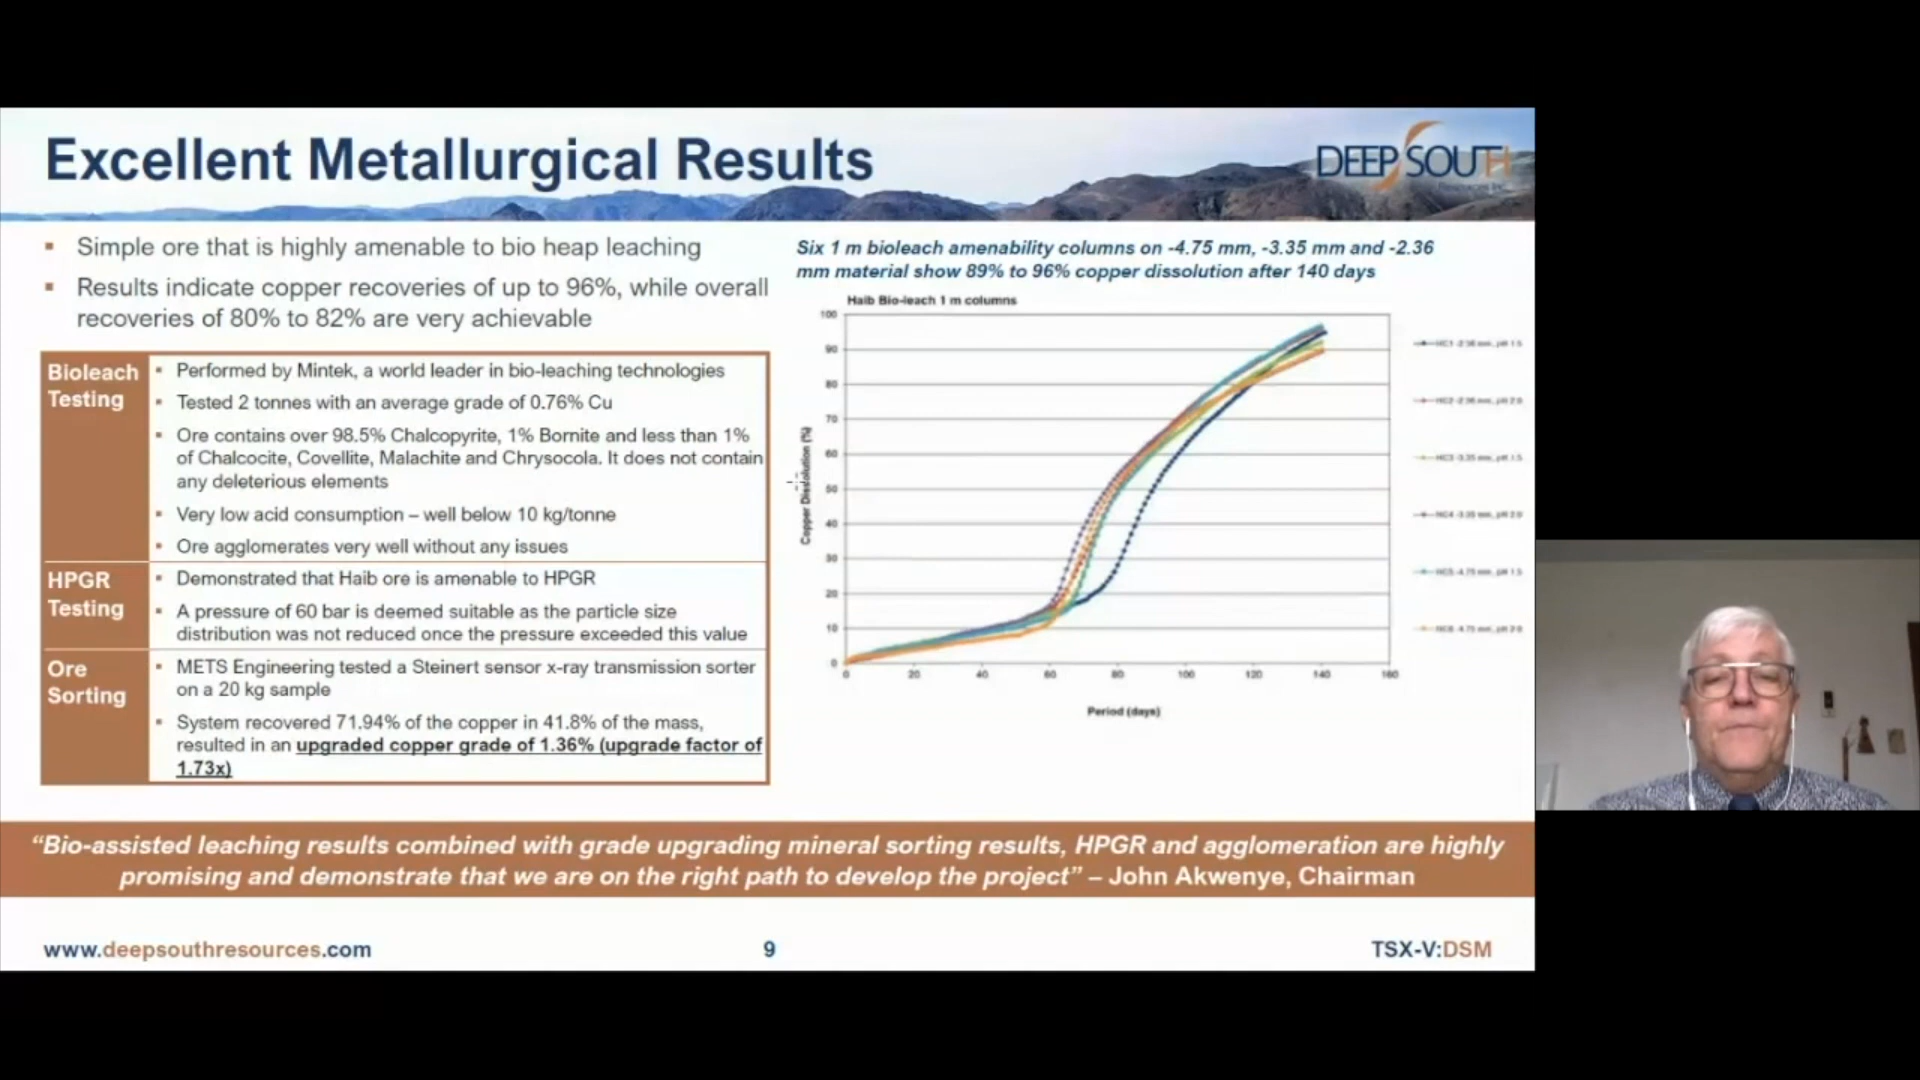 Excellent Metallurgical Results
DEEP SOUTH
Simple ore that is highly amenable to bio heap leaching
Results indicate copper recoveries of up to 96%, while overall
recoveries of 80% to 82% are very achievable
Bioleach
Testing
Performed by Mintek, a world leader in bio-leaching technologies
Tested 2 tonnes with an average grade of 0.76% Cu
Ore contains over 98.5% Chalcopyrite, 1% Bornite and less than 1%
of Chalcocite, Covellite, Malachite and Chrysocola. It does not contain
any deleterious elements
Very low acid consumption – well below 10 kg/tonne
Ore agglomerates very well without any issues
HPGR
Testing
Demonstrated that Haib ore is amenable to HPGR
A pressure of 60 bar is deemed suitable as the particle size
distribution was not reduced once the pressure exceeded this value
Ore
Sorting
METS Engineering tested a Steinert sensor x-ray transmission sorter
on a 20 kg sample
System recovered 71.94% of the copper in 41.8% of the mass,
resulted in an upgraded copper grade of 1.36% (upgrade factor of
1.73x)
Six 1 m bioleach amenability columns on -4.75 mm, -3.35 mm and -2.36
mm material show 89% to 96% copper dissolution after 140 days
Haib Bio-leach 1 m columns
Copper Dissolution (%)
100
90
80
70
60
50
40
30
20
10
0
0 20 40 60 80 100 120 140 160
Period (days)
“Bio-assisted leaching results combined with grade upgrading mineral sorting results, HPGR and agglomeration are highly
promising and demonstrate that we are on the right path to develop the project” – John Akwenye, Chairman
www.deepsouthresources.com
9
TSX-V:DSM